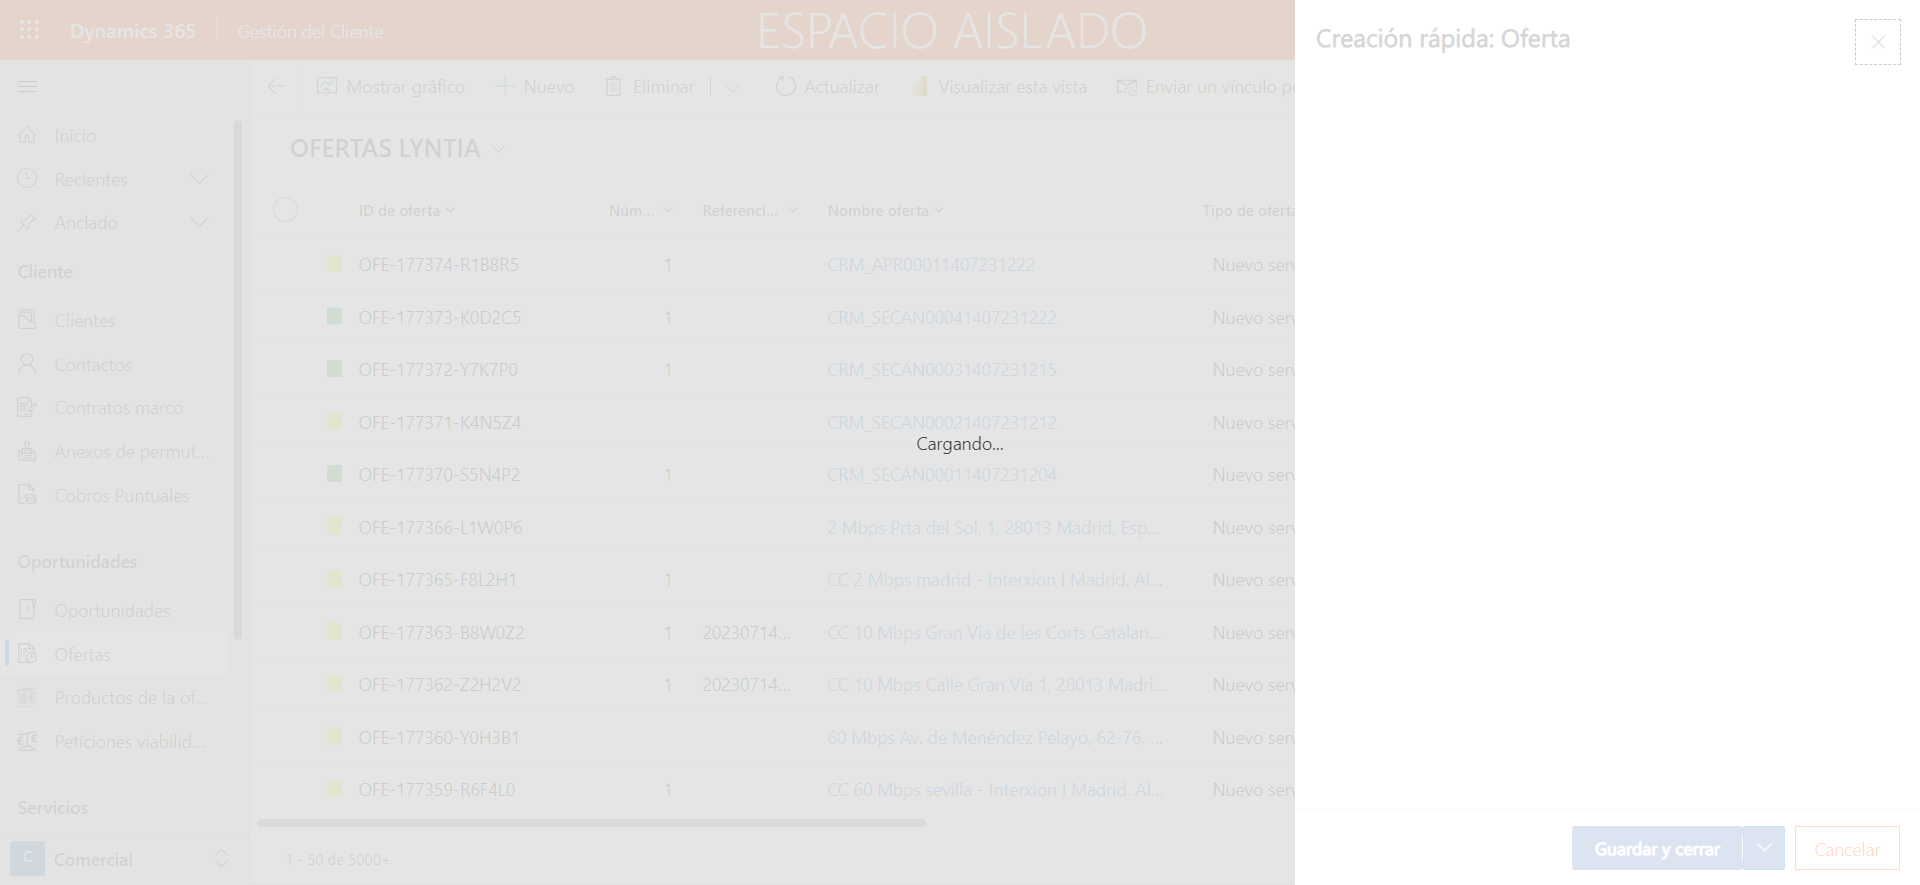 Dynamics 365
Gestión del Cliente
ESPACIO AISLADO
Creación rápida: Oferta
Mostrar gráfico
Nuevo
Eliminar
Actualizar
Visualizar esta vista
Enviar un vínculo
Inicio
Recientes
Anclado
Cliente
Clientes
Contactos
Contratos marco
Anexos de permut...
Cobros Puntuales
Oportunidades
Oportunidades
Ofertas
Productos de la of...
Peticiones viabilid...
Servicios
C
Comercial
OFERTAS LYNTIA
ID de oferta Núm... Referenci... Nombre oferta Tipo de oferta
OFE-177374-R1B8R5 1 CRM_APR00011407231222 Nuevo serv
OFE-177373-K0D2C5 1 CRM_SECAN00041407231222 Nuevo serv
OFE-177372-Y7K7P0 1 CRM_SECAN00031407231215 Nuevo serv
OFE-177371-K4N5Z4 CRM_SECAN00021407231212 Nuevo serv
Cargando...
OFE-177370-S5N4P2 1 CRM_SECAN00011407231204 Nuevo serv
OFE-177366-L1W0P6 2 Mbps Prta del Sol, 1, 28013 Madrid, Esp... Nuevo serv
OFE-177365-F8L2H1 1 CC 2 Mbps madrid - Interxion I Madrid. Al... Nuevo serv
OFE-177363-B8W0Z2 1 20230714... CC 10 Mbps Gran Via de les Corts Catalan... Nuevo serv
OFE-177362-Z2H2V2 1 20230714... CC 10 Mbps Calle Gran Vía 1, 28013 Madri... Nuevo serv
OFE-177360-Y0H3B1 60 Mbps Av. de Menéndez Pelayo, 62-76, ... Nuevo serv
OFE-177359-R6F4L0 1 CC 60 Mbps sevilla - Interxion I Madrid. Al... Nuevo serv
1 - 50 de 5000+
Guardar y cerrar
Cancelar